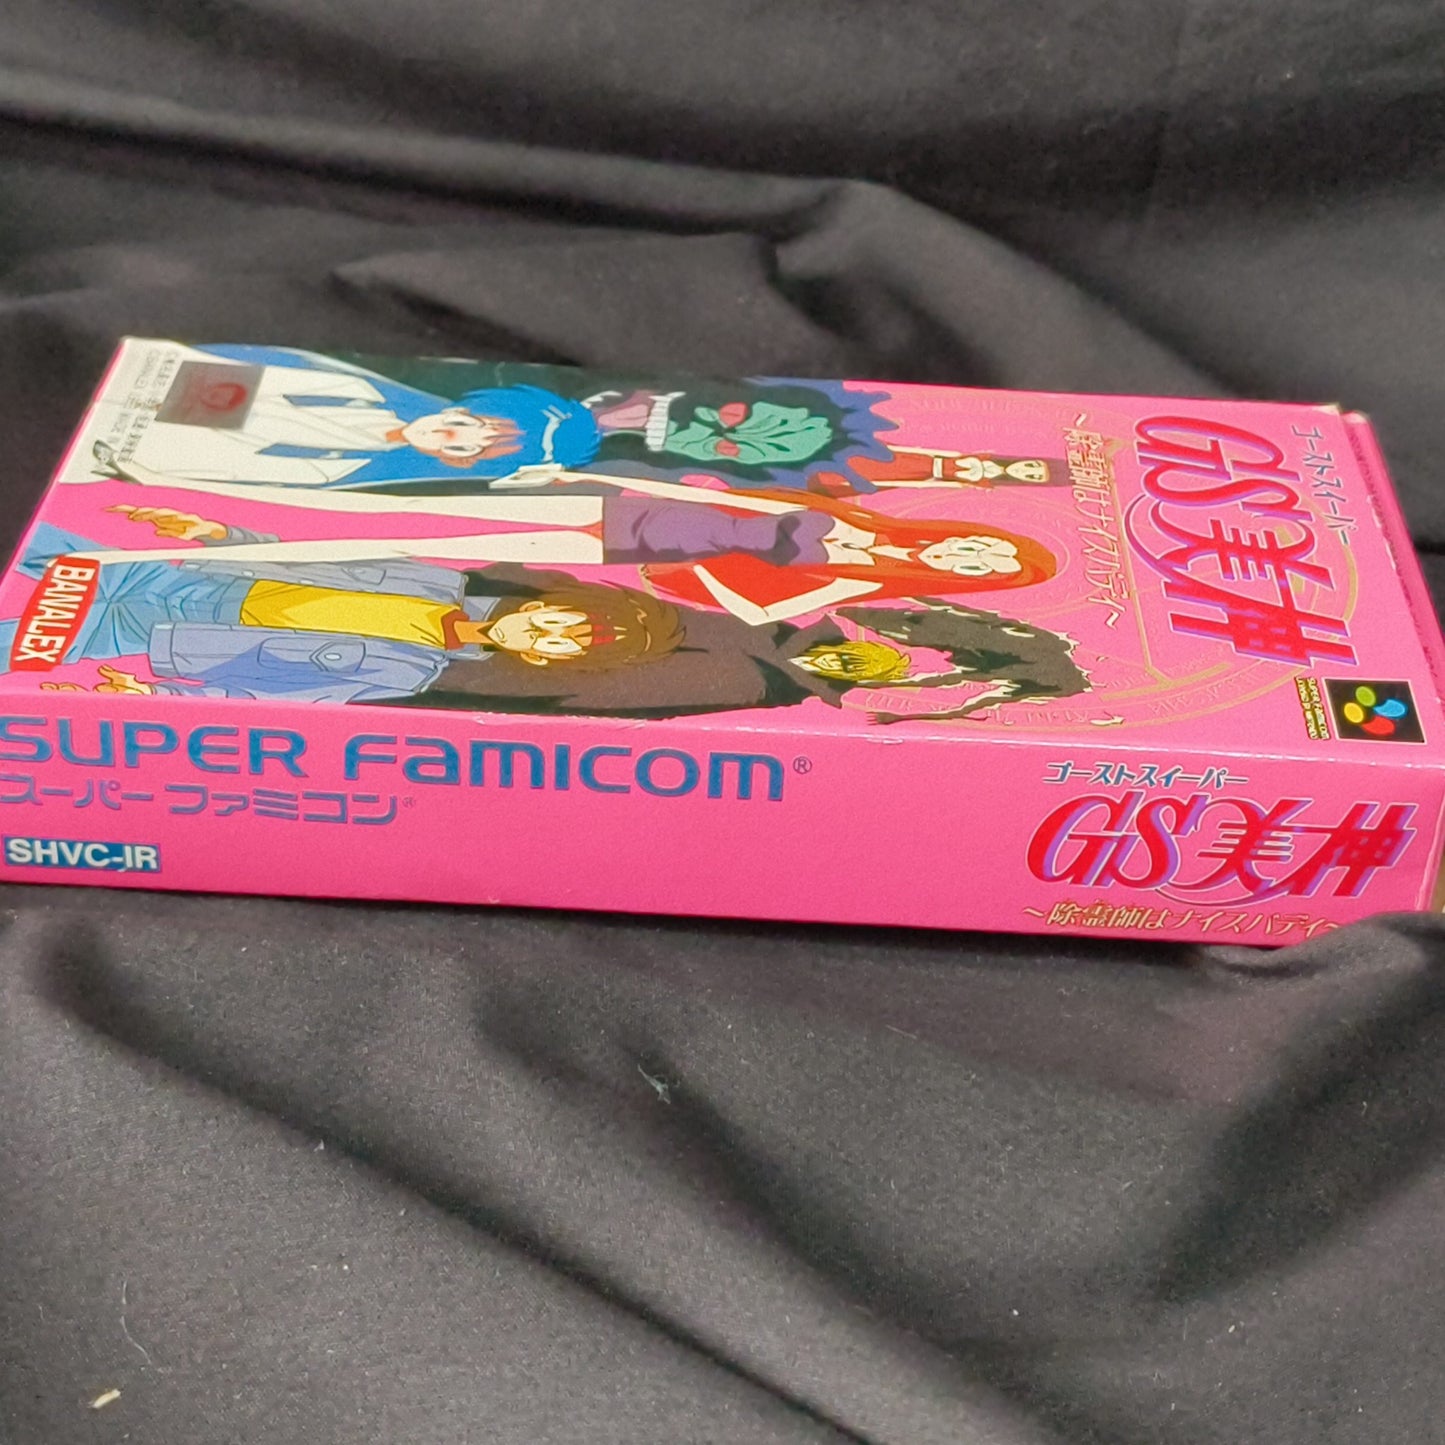 ゴーストスイーパー
GS美神
～除霊師はナイスバディ～
SUPER FAMICOM
BANALEX
SUPER FAMICOM®
スーパーファミコン®
SHVC-IR
ゴーストスイーパー
GS美神
～除霊師はナイスバディ～